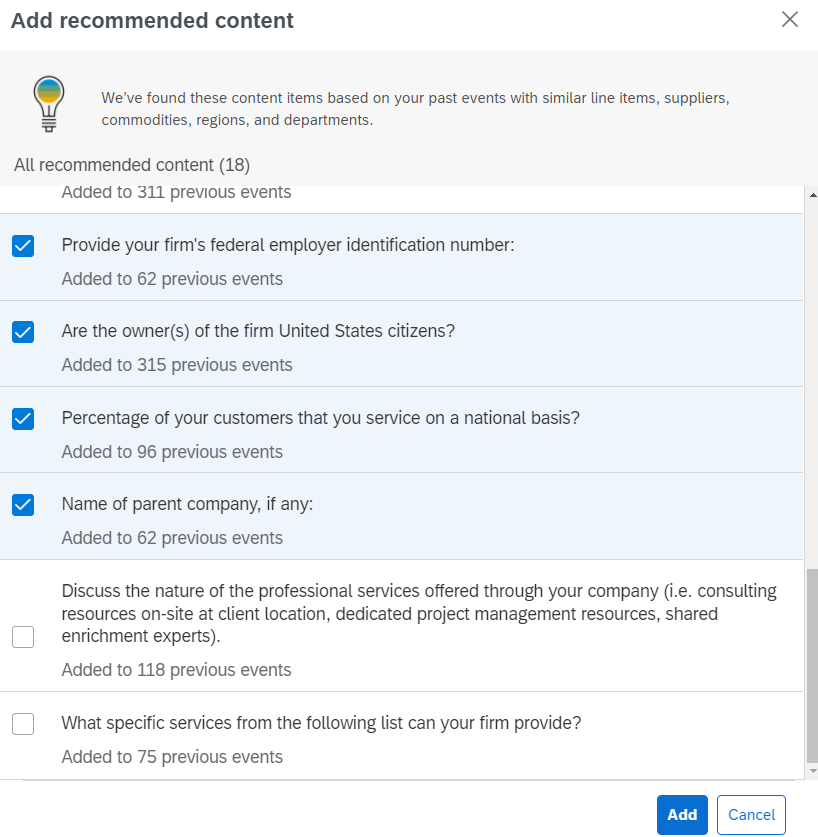 Add recommended content
We've found these content items based on your past events with similar line items, suppliers,
commodities, regions, and departments.
All recommended content (18)
Added to 311 previous events
Provide your firm's federal employer identification number:
Added to 62 previous events
Are the owner(s) of the firm United States citizens?
Added to 315 previous events
Percentage of your customers that you service on a national basis?
Added to 96 previous events
Name of parent company, if any:
Added to 62 previous events
Discuss the nature of the professional services offered through your company (i.e. consulting
resources on-site at client location, dedicated project management resources, shared
enrichment experts).
Added to 118 previous events
What specific services from the following list can your firm provide?
Added to 75 previous events
Add Cancel